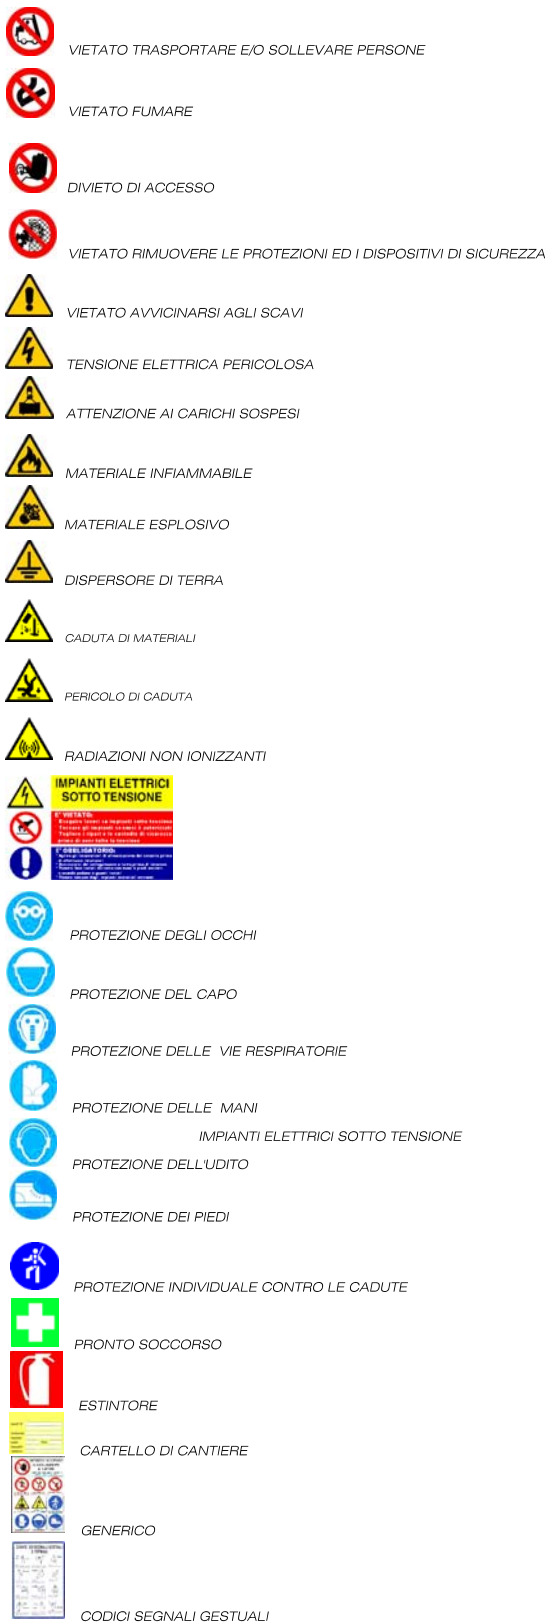 VIETATO TRASPORTARE E/O SOLLEVARE PERSONE
VIETATO FUMARE
DIVIETO DI ACCESSO
VIETATO RIMUOVERE LE PROTEZIONI ED I DISPOSITIVI DI SICUREZZA
VIETATO AVVICINARSI AGLI SCAVI
TENSIONE ELETTRICA PERICOLOSA
ATTENZIONE AI CARICHI SOSPESI
MATERIALE INFIAMMABILE
MATERIALE ESPLOSIVO
DISPERSORE DI TERRA
CADUTA DI MATERIALI
PERICOLO DI CADUTA
RADIAZIONI NON IONIZZANTI
IMPIANTI ELETTRICI
SOTTO TENSIONE
E' VIETATO:
E' OBBLIGATORIO:
PROTEZIONE DEGLI OCCHI
PROTEZIONE DEL CAPO
PROTEZIONE DELLE VIE RESPIRATORIE
PROTEZIONE DELLE MANI
IMPIANTI ELETTRICI SOTTO TENSIONE
PROTEZIONE DELL'UDITO
PROTEZIONE DEI PIEDI
PROTEZIONE INDIVIDUALE CONTRO LE CADUTE
PRONTO SOCCORSO
ESTINTORE
CARTELLO DI CANTIERE
GENERICO
CODICI SEGNALI GESTUALI